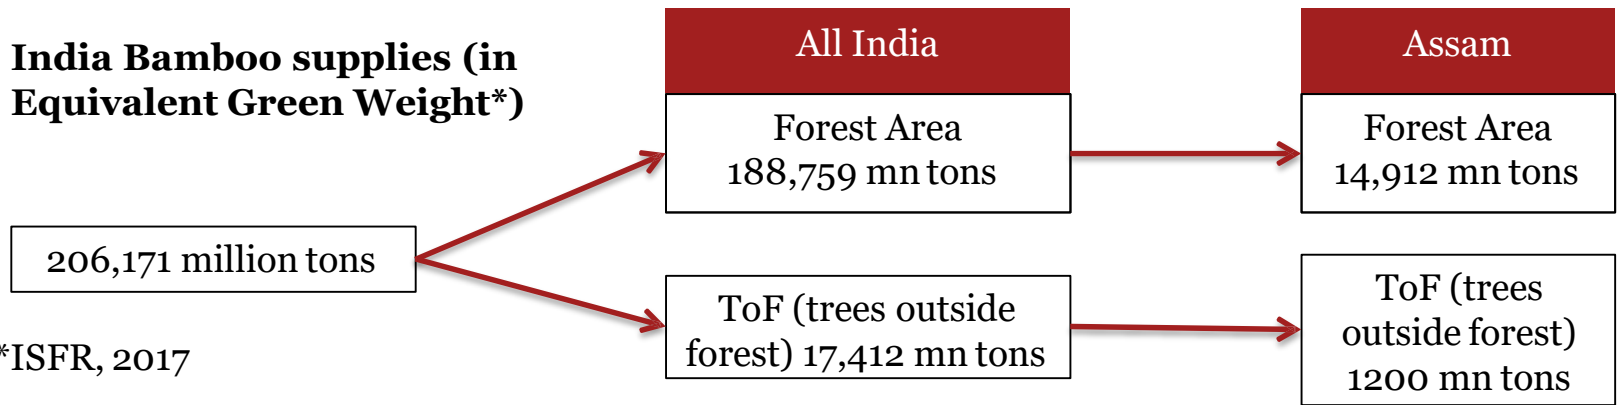 India Bamboo supplies (in
Equivalent Green Weight*)
206,171 million tons
*ISFR, 2017
All India
Forest Area
188,759 mn tons
ToF (trees outside
forest) 17,412 mn tons
Assam
Forest Area
14,912 mn tons
ToF (trees
outside forest)
1200 mn tons